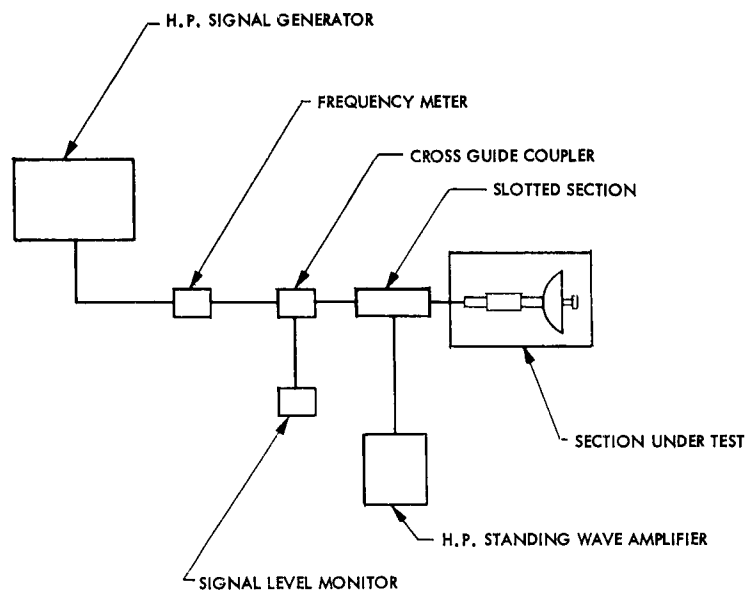 H.P. SIGNAL GENERATOR
FREQUENCY METER
CROSS GUIDE COUPLER
SLOTTED SECTION
SECTION UNDER TEST
H.P. STANDING WAVE AMPLIFIER
SIGNAL LEVEL MONITOR